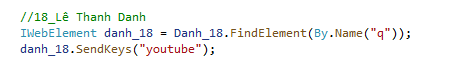 //18_Lê Thanh Danh
IWebElement danh_18 = Danh_18.FindElement(By.Name("q"));
danh_18.SendKeys("youtube");